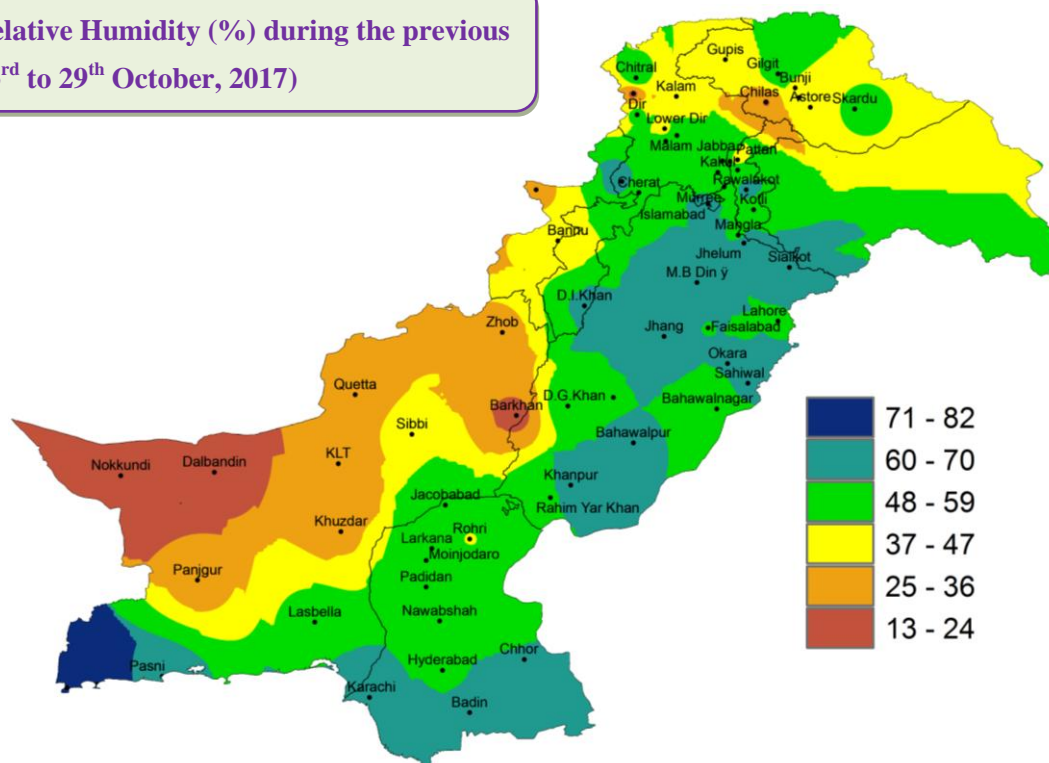 elative Humidity (%) during the previous
rd to 29th October, 2017)
Gupis
Gilgit
Chitral
Bunji
Kalam
Chilas
Astore
Skardu
Dir
Lower Dir
Malam Jabbar
Pattan
Kakul
Cherat
Rawalakot
Murree
Kotli
Islamabad
Mangla
Bannu
Jhelum
Sialkot
M.B Din ÿ
D.I.Khan
Lahore
Zhob
Jhang
Faisalabad
Okara
Sahiwal
Quetta
D.G.Khan
Bahawalnagar
Barkhan
Sibbi
Bahawalpur
71 - 82
60 - 70
48 - 59
37 - 47
25 - 36
13 - 24
Nokkundi
Dalbandin
KLT
Khanpur
Jacobabad
Rahim Yar Khan
Khuzdar
Rohri
Larkana
Moinjodaro
Panjgur
Padidan
Lasbella
Nawabshah
Pasni
Hyderabad
Chhor
Karachi
Badin